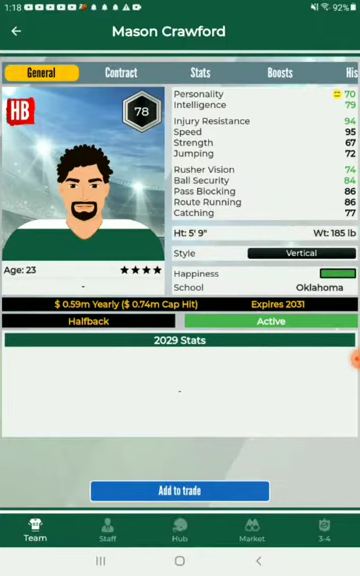 1:18
92%
Mason Crawford
General Contract Stats Boosts His
HB
78
Personality 70
Intelligence 79
Injury Resistance 94
Speed 95
Strength 67
Jumping 72
Rusher Vision 74
Ball Security 84
Pass Blocking 86
Route Running 86
Catching 77
Ht: 5' 9" Wt: 185 lb
Style Vertical
Age: 23
-
Happiness
School Oklahoma
$ 0.59m Yearly ($ 0.74m Cap Hit) Expires 2031
Halfback Active
2029 Stats
-
Add to trade
Team Staff Hub Market 3-4